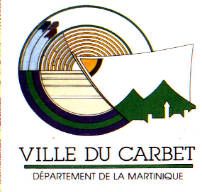 VILLE DU CARBET
DÉPARTEMENT DE LA MARTINIQUE